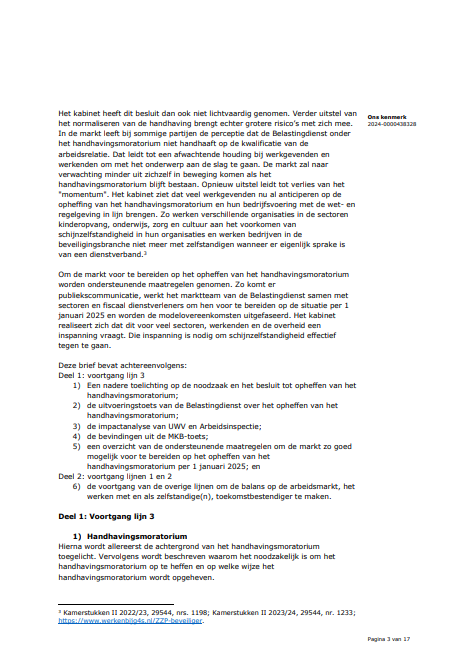 Het kabinet heeft dit besluit dan ook niet lichtvaardig genomen. Verder uitstel van
het normaliseren van de handhaving brengt echter grotere risico's met zich mee.
In de markt leeft bij sommige partijen de perceptie dat de Belastingdienst onder
het handhavingsmoratorium niet handhaaft op de kwalificatie van de
arbeidsrelatie. Dat leidt tot een afwachtende houding bij werkgevenden en
werkenden om met het onderwerp aan de slag te gaan. De markt zal naar
verwachting minder uit zichzelf in beweging komen als het
handhavingsmoratorium blijft bestaan. Opnieuw uitstel leidt tot verlies van het
"momentum". Het kabinet ziet dat veel werkgevenden nu al anticiperen op de
opheffing van het handhavingsmoratorium en hun bedrijfsvoering met de wet- en
regelgeving in lijn brengen. Zo werken verschillende organisaties in de sectoren
kinderopvang, onderwijs, zorg en cultuur aan het voorkomen van
schijnzelfstandigheid in hun organisaties en werken bedrijven in de
beveiligingsbranche niet meer met zelfstandigen wanneer er eigenlijk sprake is
van een dienstverband.³
Ons kenmerk
2024-0000438328
Om de markt voor te bereiden op het opheffen van het handhavingsmoratorium
worden ondersteunende maatregelen genomen. Zo komt er
publiekscommunicatie, werkt het marktteam van de Belastingdienst samen met
sectoren en fiscaal dienstverleners om hen voor te bereiden op de situatie per 1
januari 2025 en worden de modelovereenkomsten uitgefaseerd. Het kabinet
realiseert zich dat dit voor veel sectoren, werkenden en de overheid een
inspanning vraagt. Die inspanning is nodig om schijnzelfstandigheid effectief
tegen te gaan.
Deze brief bevat achtereenvolgens:
Deel 1: voortgang lijn 3
1) Een nadere toelichting op de noodzaak en het besluit tot opheffen van het
handhavingsmoratorium;
2) de uitvoeringstoets van de Belastingdienst over het opheffen van het
handhavingsmoratorium;
3) de impactanalyse van UWV en Arbeidsinspectie;
4) de bevindingen uit de MKB-toets;
5) een overzicht van de ondersteunende maatregelen om de markt zo goed
mogelijk voor te bereiden op het opheffen van het
handhavingsmoratorium per 1 januari 2025; en
Deel 2: voortgang lijnen 1 en 2
6) de voortgang van de overige lijnen om de balans op de arbeidsmarkt, het
werken met en als zelfstandige(n), toekomstbestendiger te maken.
Deel 1: Voortgang lijn 3
1) Handhavingsmoratorium
Hierna wordt allereerst de achtergrond van het handhavingsmoratorium
toegelicht. Vervolgens wordt beschreven waarom het noodzakelijk is om het
handhavingsmoratorium op te heffen en op welke wijze het
handhavingsmoratorium wordt opgeheven.
³ Kamerstukken II 2022/23, 29544, nrs. 1198; Kamerstukken II 2023/24, 29544, nr. 1233;
https://www.werkenbijg4s.nl/ZZP-beveiliger.
Pagina 3 van 17